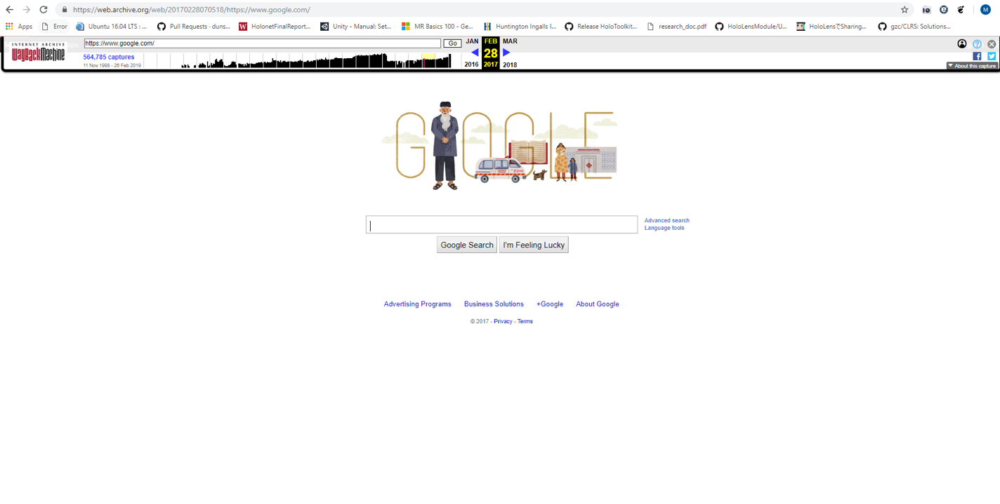 https://web.archive.org/web/20170228070518/https://www.google.com/
M
Apps Error Ubuntu 16.04 LTS : ... Pull Requests · duns... HolonetFinalReport... Unity - Manual: Set... MR Basics 100 - Ge... Huntington Ingalls I... Release HoloToolkit... research_doc.pdf HoloLensModule/U... HoloLensでSharing... gzc/CLRS: Solutions...
INTERNET ARCHIVE
WayBackMachine
https://www.google.com/ Go
JAN FEB MAR
28
2016 2017 2018
564,785 captures
11 Nov 1998 - 26 Feb 2019
About this capture
GOOGLE
EDHI
Advanced search
Language tools
Google Search I'm Feeling Lucky
Advertising Programs Business Solutions +Google About Google
© 2017 - Privacy - Terms